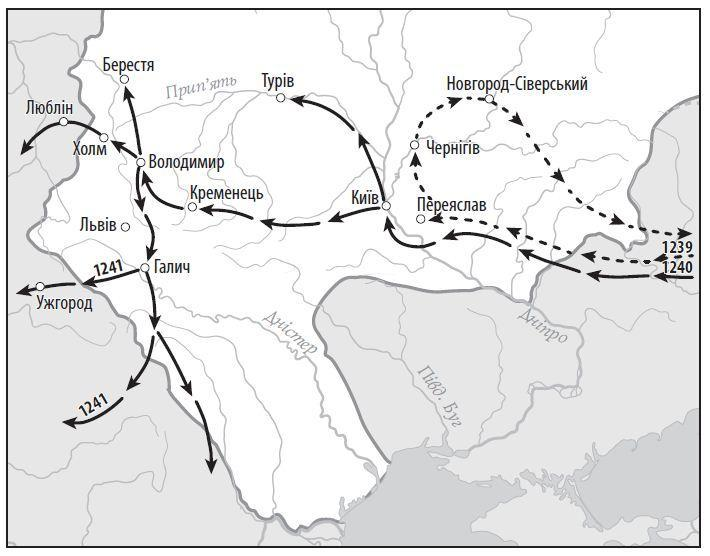 Берестя
Прип'ять
Турів
Новгород-Сіверський
Люблін
Холм
Володимир
Чернігів
Кременець
Київ
Переяслав
Львів
1239
1241
Галич
1240
Ужгород
Дністер
Дніпро
Півд. Буг
1241